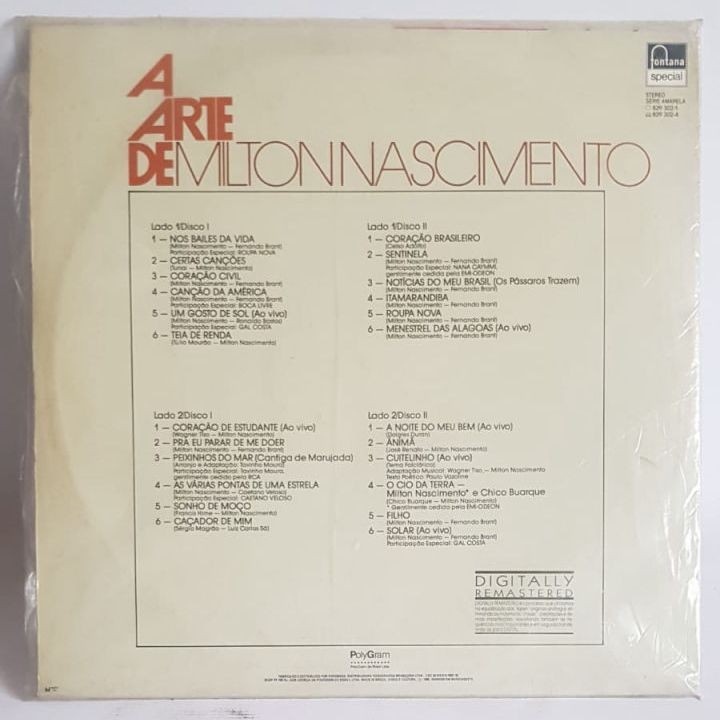 A
ARTE
DE MILTON NASCIMENTO
fontana
special
STEREO
SÉRIE AMARELA
829 302-1
829 302-4
Lado 1/Disco I
1 — NOS BAILES DA VIDA
(Milton Nascimento — Fernando Brant)
Participação Especial: ROUPA NOVA
2 — CERTAS CANÇÕES
(Tunai — Milton Nascimento)
3 — CORAÇÃO CIVIL
(Milton Nascimento — Fernando Brant)
4 — CANÇÃO DA AMÉRICA
(Milton Nascimento — Fernando Brant)
Participação Especial: BOCA LIVRE
5 — UM GOSTO DE SOL (Ao vivo)
(Milton Nascimento — Ronaldo Bastos)
Participação Especial: GAL COSTA
6 — TEIA DE RENDA
(Túlio Mourão — Milton Nascimento)
Lado 1/Disco II
1 — CORAÇÃO BRASILEIRO
(Celso Adolfo)
2 — SENTINELA
(Milton Nascimento — Fernando Brant)
Participação Especial: NANA CAYMMI,
gentilmente cedida pela EMI-ODEON
3 — NOTÍCIAS DO MEU BRASIL (Os Pássaros Trazem)
(Milton Nascimento — Fernando Brant)
4 — ITAMARANDIBA
(Milton Nascimento — Fernando Brant)
5 — ROUPA NOVA
(Milton Nascimento — Fernando Brant)
6 — MENESTREL DAS ALAGOAS (Ao vivo)
(Milton Nascimento — Fernando Brant)
Lado 2/Disco I
1 — CORAÇÃO DE ESTUDANTE (Ao vivo)
(Wagner Tiso — Milton Nascimento)
2 — PRA EU PARAR DE ME DOER
(Milton Nascimento — Fernando Brant)
3 — PEIXINHOS DO MAR (Cantiga de Marujada)
(Arranjo e Adaptação: Tavinho Moura)
Participação Especial: Tavinho Moura,
gentilmente cedido pela RCA
4 — AS VÁRIAS PONTAS DE UMA ESTRELA
(Milton Nascimento — Caetano Veloso)
Participação Especial: CAETANO VELOSO
5 — SONHO DE MOÇO
(Francis Hime — Milton Nascimento)
6 — CAÇADOR DE MIM
(Sérgio Magrão — Luiz Carlos Sá)
Lado 2/Disco II
1 — A NOITE DO MEU BEM (Ao vivo)
(Dolores Duran)
2 — ÂNIMA
(José Renato — Milton Nascimento)
3 — CUITELINHO (Ao vivo)
(Tema Folclórico)
Adaptação Musical: Wagner Tiso — Milton Nascimento
Texto Poético: Paulo Vanzolini
4 — O CIO DA TERRA —
Milton Nascimento* e Chico Buarque
(Chico Buarque — Milton Nascimento)
* Gentilmente cedido pela EMI-ODEON
5 — FILHO
(Milton Nascimento — Fernando Brant)
6 — SOLAR (Ao vivo)
(Milton Nascimento — Fernando Brant)
Participação Especial: GAL COSTA
DIGITALLY
REMASTERED
PolyGram